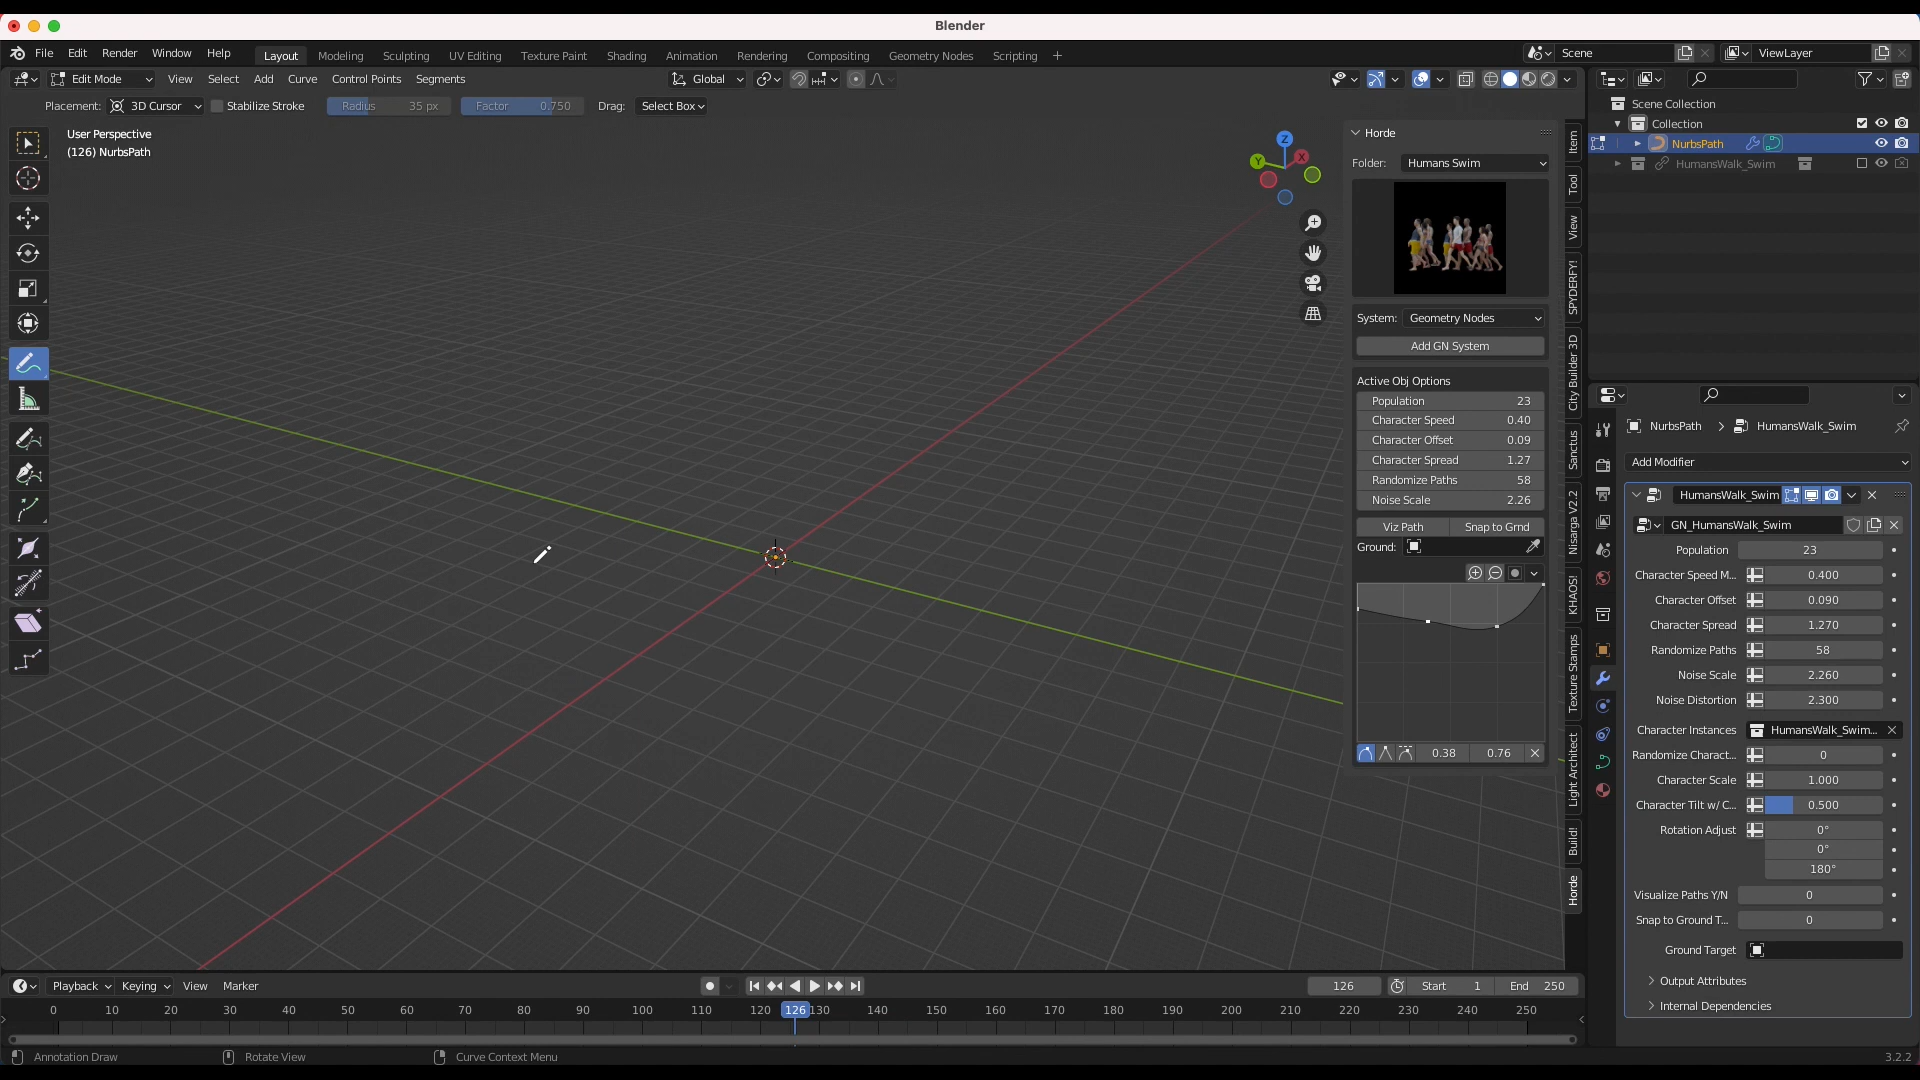 Blender
File Edit Render Window Help Layout Modeling Sculpting UV Editing Texture Paint Shading Animation Rendering Compositing Geometry Nodes Scripting + Scene ViewLayer
Edit Mode View Select Add Curve Control Points Segments Global
Placement: 3D Cursor Stabilize Stroke Radius 35 px Factor 0.750 Drag: Select Box
User Perspective
(126) NurbsPath
Z
Y
X
Horde
Folder: Humans Swim
System: Geometry Nodes
Add GN System
Active Obj Options
Population 23
Character Speed 0.40
Character Offset 0.09
Character Spread 1.27
Randomize Paths 58
Noise Scale 2.26
Viz Path Snap to Grnd
Ground:
0.38 0.76
Item
Tool
View
SPYDERFY!
City Builder 3D
Sanctus
Nisarga V2.2
KHAOS!
Texture Stamps
Light Architect
Build!
Horde
Scene Collection
Collection
NurbsPath
HumansWalk_Swim
NurbsPath HumansWalk_Swim
Add Modifier
HumansWalk_Swim
GN_HumansWalk_Swim
Population 23
Character Speed M... 0.400
Character Offset 0.090
Character Spread 1.270
Randomize Paths 58
Noise Scale 2.260
Noise Distortion 2.300
Character Instances HumansWalk_Swim...
Randomize Charact... 0
Character Scale 1.000
Character Tilt w/ C... 0.500
Rotation Adjust 0°
0°
180°
Visualize Paths Y/N 0
Snap to Ground T... 0
Ground Target
Output Attributes
Internal Dependencies
Playback Keying View Marker 126 Start 1 End 250
0 10 20 30 40 50 60 70 80 90 100 110 120 126 130 140 150 160 170 180 190 200 210 220 230 240 250
Annotation Draw Rotate View Curve Context Menu 3.2.2